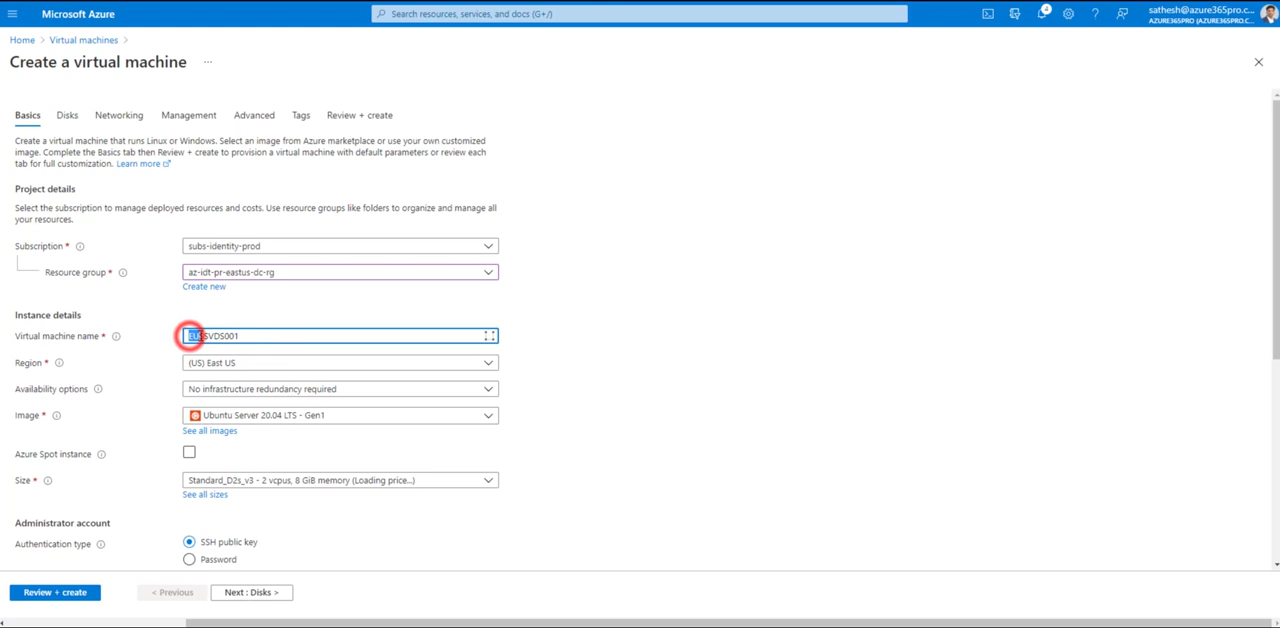 Microsoft Azure
Search resources, services, and docs (G+/)
4
sathesh@azure365pro.c...
AZURE365PRO (AZURE365PRO.C...
Home > Virtual machines >
Create a virtual machine ...
Basics Disks Networking Management Advanced Tags Review + create
Create a virtual machine that runs Linux or Windows. Select an image from Azure marketplace or use your own customized
image. Complete the Basics tab then Review + create to provision a virtual machine with default parameters or review each
tab for full customization. Learn more
Project details
Select the subscription to manage deployed resources and costs. Use resource groups like folders to organize and manage all
your resources.
Subscription * subs-identity-prod
Resource group * az-idt-pr-eastus-dc-rg
Create new
Instance details
Virtual machine name *
Region * (US) East US
Availability options No infrastructure redundancy required
Image * Ubuntu Server 20.04 LTS - Gen1
See all images
Azure Spot instance
Size * Standard_D2s_v3 - 2 vcpus, 8 GiB memory (Loading price...)
See all sizes
Administrator account
Authentication type SSH public key
Password
Review + create < Previous Next : Disks >